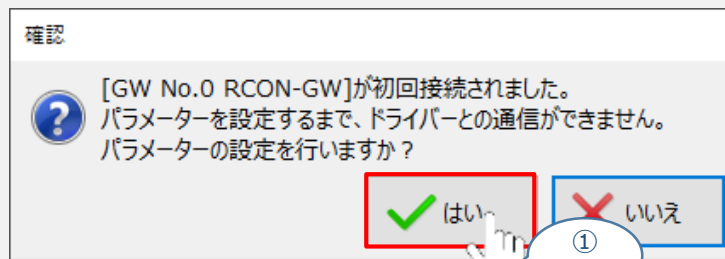 確認
[GW No.0 RCON-GW]が初回接続されました。
パラメーターを設定するまで、ドライバーとの通信ができません。
パラメーターの設定を行いますか？
はい
いいえ
①